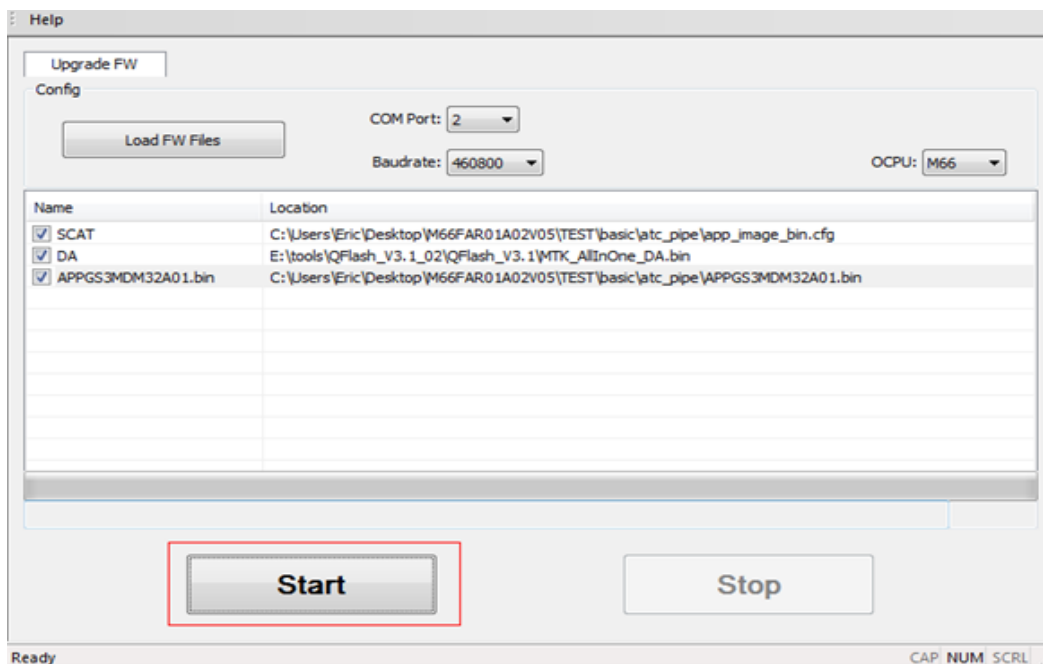 Help
Upgrade FW
Config
COM Port: 2
Load FW Files
Baudrate: 460800
OCPU: M66
Name Location
SCAT C:\Users\Eric\Desktop\M66FAR01A02V05\TEST\basic\atc_pipe\app_image_bin.cfg
DA E:\tools\QFlash_V3.1_02\QFlash_V3.1\MTK_AllInOne_DA.bin
APPGS3MDM32A01.bin C:\Users\Eric\Desktop\M66FAR01A02V05\TEST\basic\atc_pipe\APPGS3MDM32A01.bin
Start Stop
Ready CAP NUM SCRL